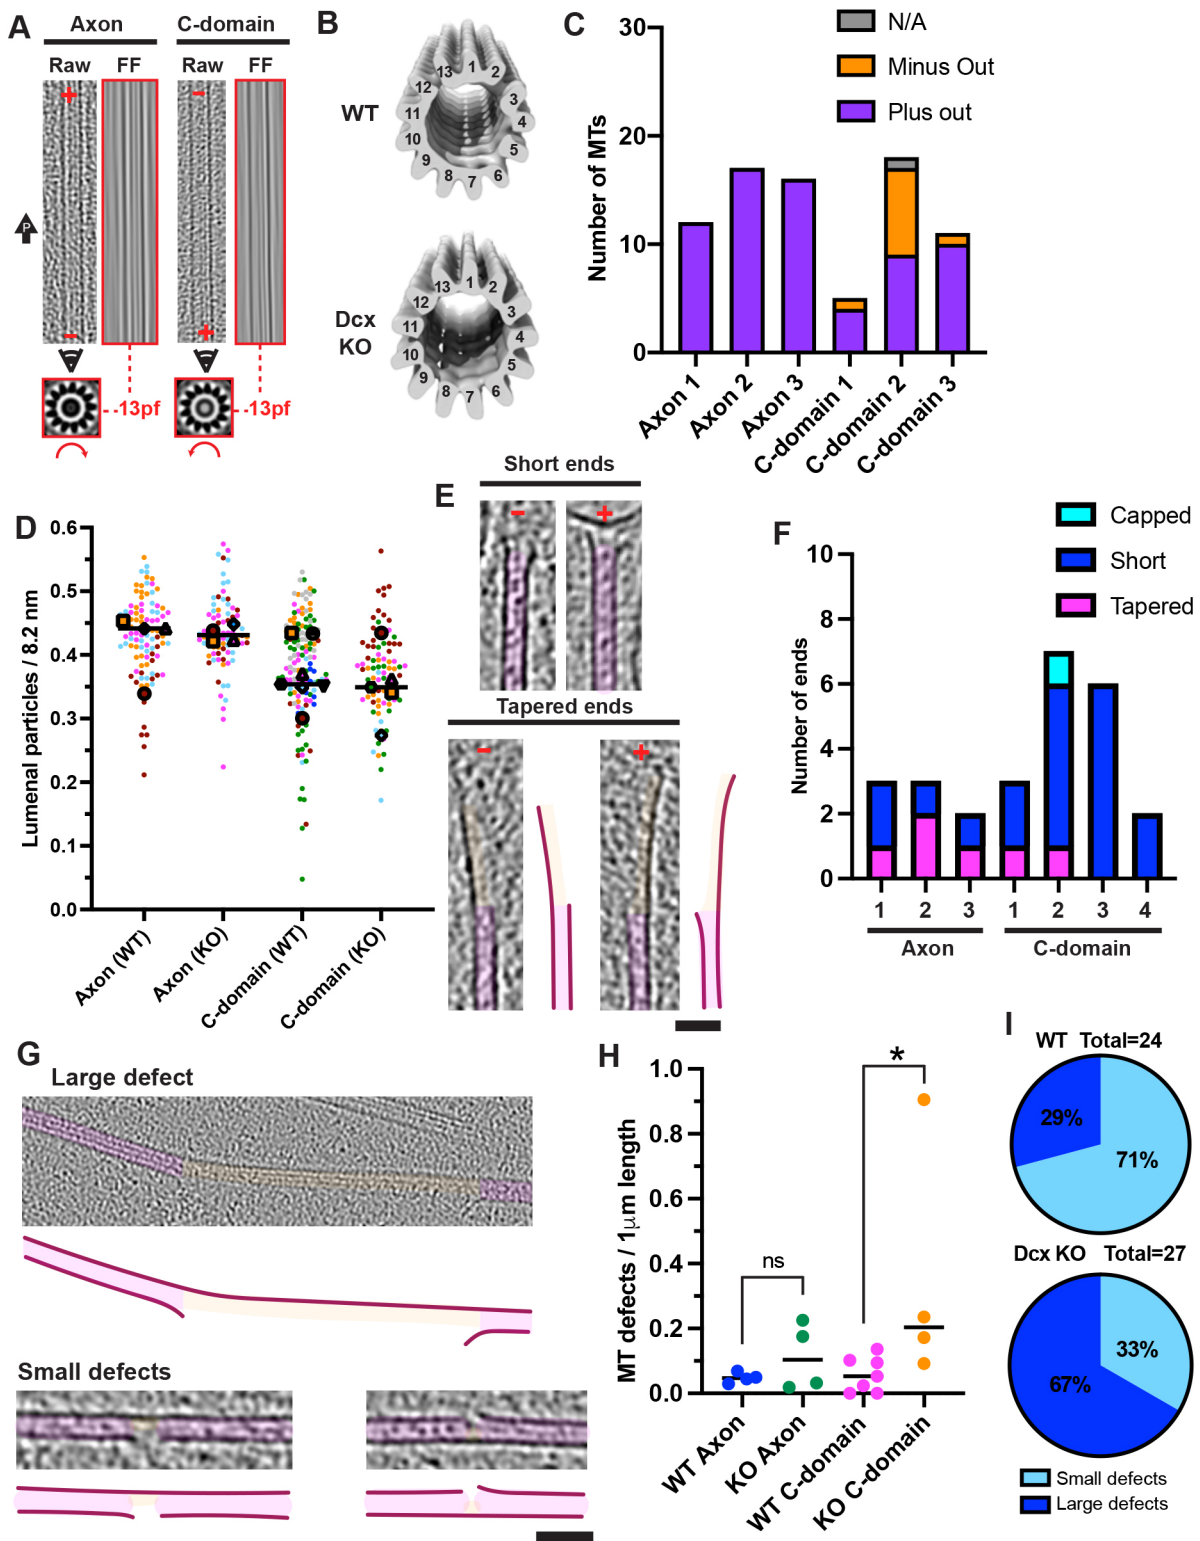 A
Axon
C-domain
Raw
FF
Raw
FF
+
-
P
-
+
13pf
13pf
B
WT
1
2
3
4
5
6
7
8
9
10
11
12
13
Dcx
KO
1
2
3
4
5
6
7
8
9
10
11
12
13
C
N/A
Minus Out
Plus out
Number of MTs
30
20
10
0
Axon 1
Axon 2
Axon 3
C-domain 1
C-domain 2
C-domain 3
D
Lumenal particles / 8.2 nm
0.6
0.5
0.4
0.3
0.2
0.1
0.0
Axon (WT)
Axon (KO)
C-domain (WT)
C-domain (KO)
E
Short ends
-
+
Tapered ends
-
+
F
Capped
Short
Tapered
Number of ends
10
8
6
4
2
0
1
2
3
1
2
3
4
Axon
C-domain
G
Large defect
Small defects
H
MT defects / 1μm length
1.0
0.8
0.6
0.4
0.2
0.0
ns
*
WT Axon
KO Axon
WT C-domain
KO C-domain
I
WT Total=24
29%
71%
Dcx KO Total=27
33%
67%
Small defects
Large defects